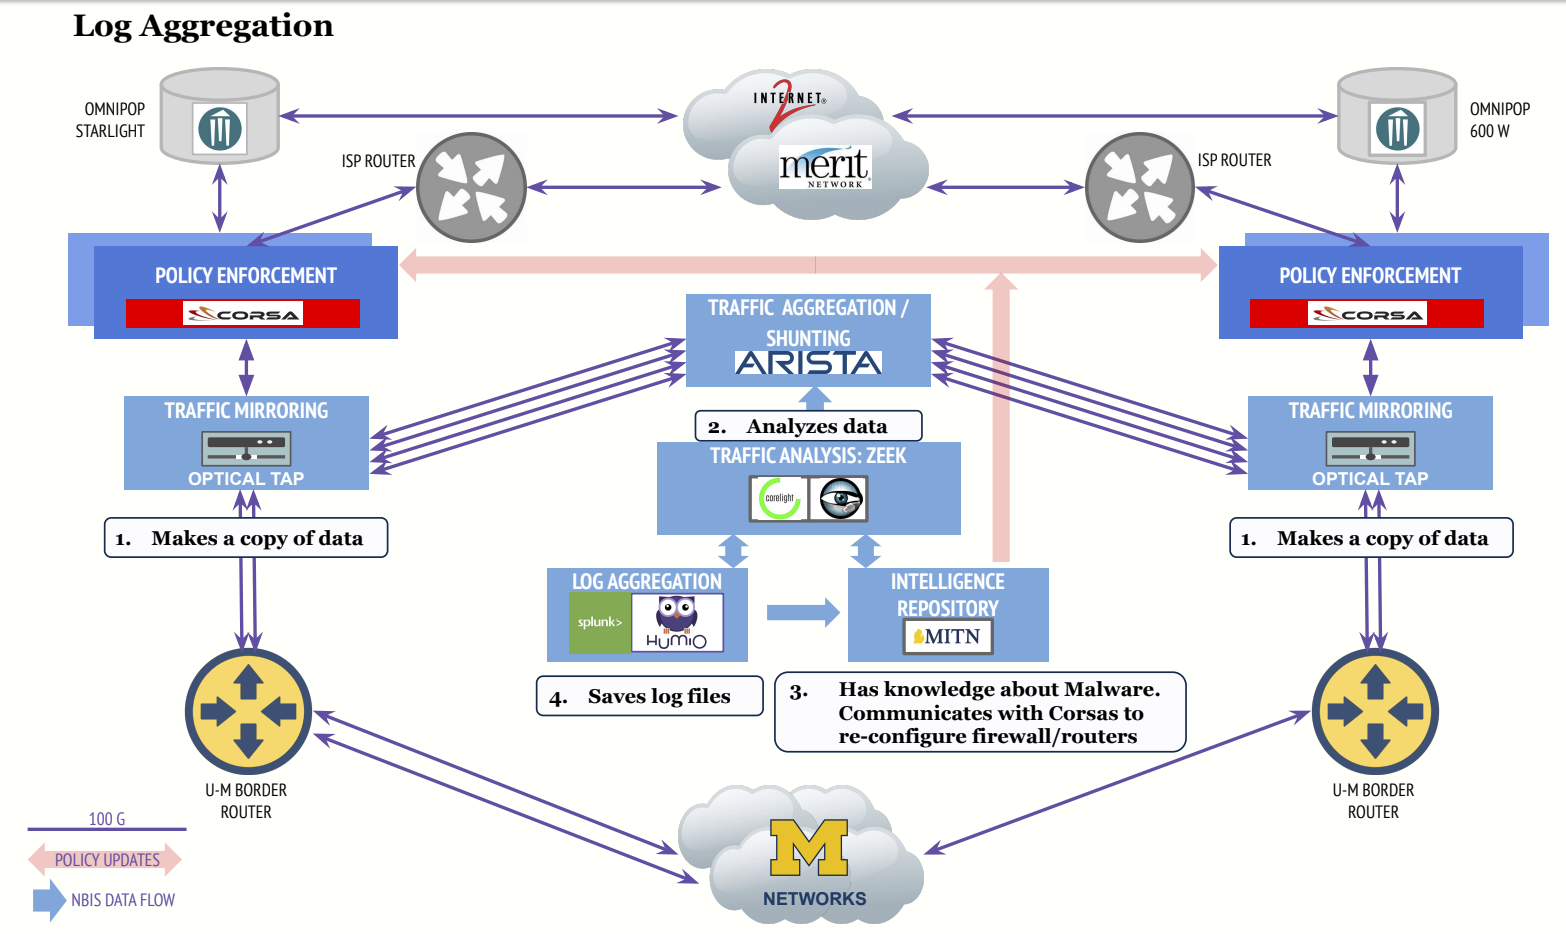 Log Aggregation
OMNIPOP
STARLIGHT
INTERNET®
2
merit
NETWORK
OMNIPOP
600 W
ISP ROUTER
ISP ROUTER
POLICY ENFORCEMENT
CORSA
POLICY ENFORCEMENT
CORSA
TRAFFIC AGGREGATION /
SHUNTING
ARISTA
TRAFFIC MIRRORING
OPTICAL TAP
TRAFFIC MIRRORING
OPTICAL TAP
2. Analyzes data
TRAFFIC ANALYSIS: ZEEK
corelight
1. Makes a copy of data
1. Makes a copy of data
LOG AGGREGATION
splunk>
HUMIO
INTELLIGENCE
REPOSITORY
MITN
4. Saves log files
3. Has knowledge about Malware.
Communicates with Corsas to
re-configure firewall/routers
U-M BORDER
ROUTER
U-M BORDER
ROUTER
100 G
POLICY UPDATES
NBIS DATA FLOW
M
NETWORKS